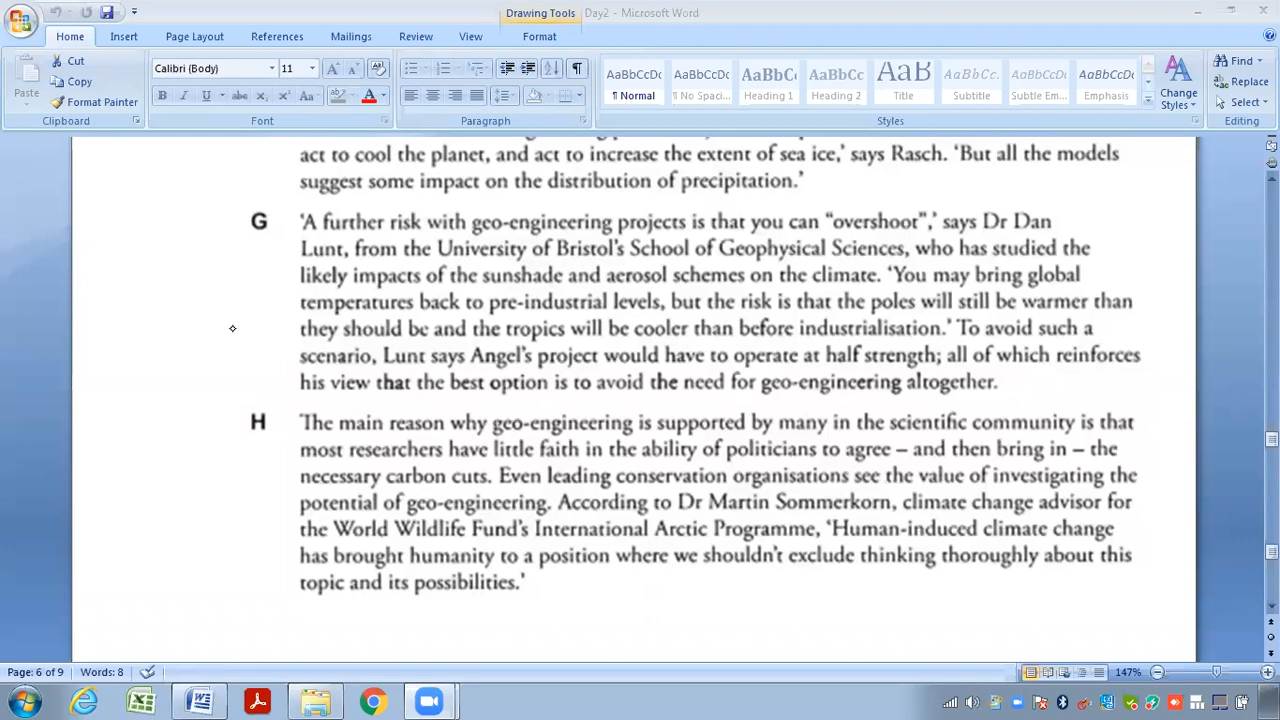 Drawing Tools
Day2 - Microsoft Word
Home Insert Page Layout References Mailings Review View Format
Cut
Copy
Format Painter
Paste
Clipboard
Calibri (Body) 11
Font
Paragraph
AaBbCcDc AaBbCcDc AaBbC AaBbCc AaB AaBbCc. AaBbCcDc AaBbCcDc
¶ Normal ¶ No Spaci... Heading 1 Heading 2 Title Subtitle Subtle Em... Emphasis
Styles
Change Styles
Find
Replace
Select
Editing
act to cool the planet, and act to increase the extent of sea ice,' says Rasch. 'But all the models
suggest some impact on the distribution of precipitation.'
G 'A further risk with geo-engineering projects is that you can "overshoot",' says Dr Dan
Lunt, from the University of Bristol's School of Geophysical Sciences, who has studied the
likely impacts of the sunshade and aerosol schemes on the climate. 'You may bring global
temperatures back to pre-industrial levels, but the risk is that the poles will still be warmer than
they should be and the tropics will be cooler than before industrialisation.' To avoid such a
scenario, Lunt says Angel's project would have to operate at half strength; all of which reinforces
his view that the best option is to avoid the need for geo-engineering altogether.
H The main reason why geo-engineering is supported by many in the scientific community is that
most researchers have little faith in the ability of politicians to agree – and then bring in – the
necessary carbon cuts. Even leading conservation organisations see the value of investigating the
potential of geo-engineering. According to Dr Martin Sommerkorn, climate change advisor for
the World Wildlife Fund's International Arctic Programme, 'Human-induced climate change
has brought humanity to a position where we shouldn't exclude thinking thoroughly about this
topic and its possibilities.'
Page: 6 of 9 Words: 8 147%